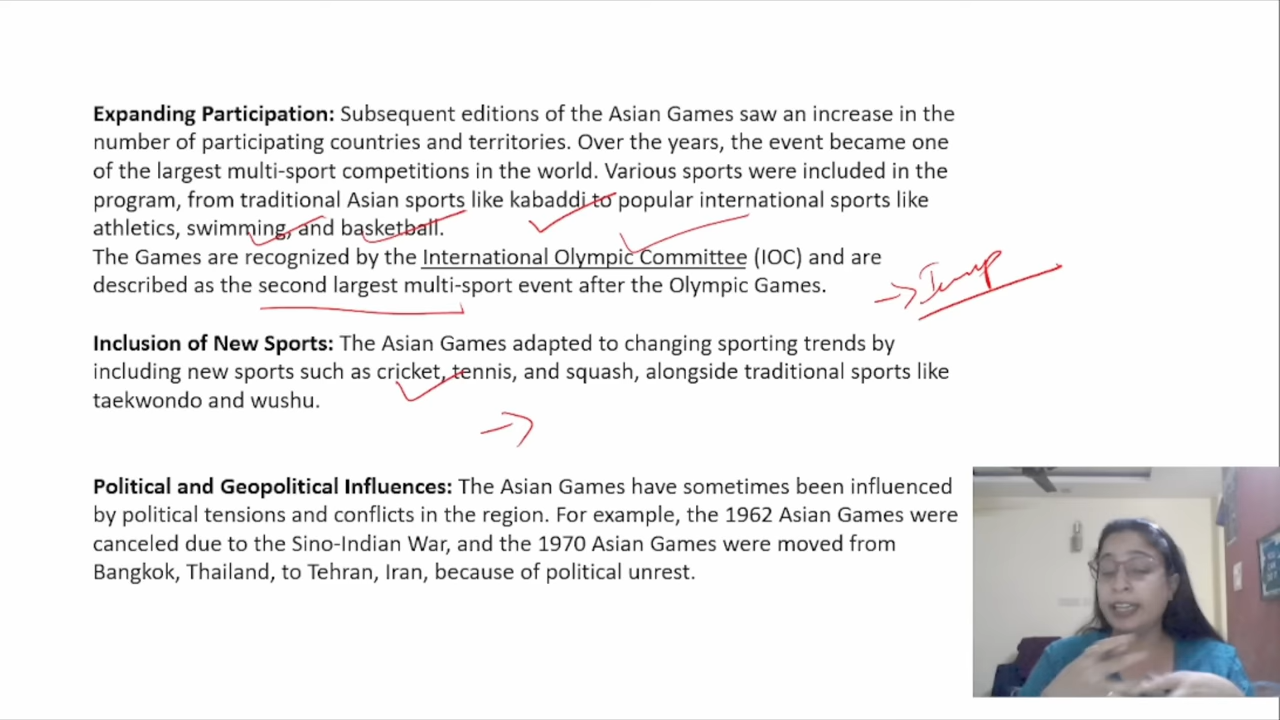 Expanding Participation: Subsequent editions of the Asian Games saw an increase in the
number of participating countries and territories. Over the years, the event became one
of the largest multi-sport competitions in the world. Various sports were included in the
program, from traditional Asian sports like kabaddi to popular international sports like
athletics, swimming, and basketball.
The Games are recognized by the International Olympic Committee (IOC) and are
described as the second largest multi-sport event after the Olympic Games.
Inclusion of New Sports: The Asian Games adapted to changing sporting trends by
including new sports such as cricket, tennis, and squash, alongside traditional sports like
taekwondo and wushu.
Political and Geopolitical Influences: The Asian Games have sometimes been influenced
by political tensions and conflicts in the region. For example, the 1962 Asian Games were
canceled due to the Sino-Indian War, and the 1970 Asian Games were moved from
Bangkok, Thailand, to Tehran, Iran, because of political unrest.